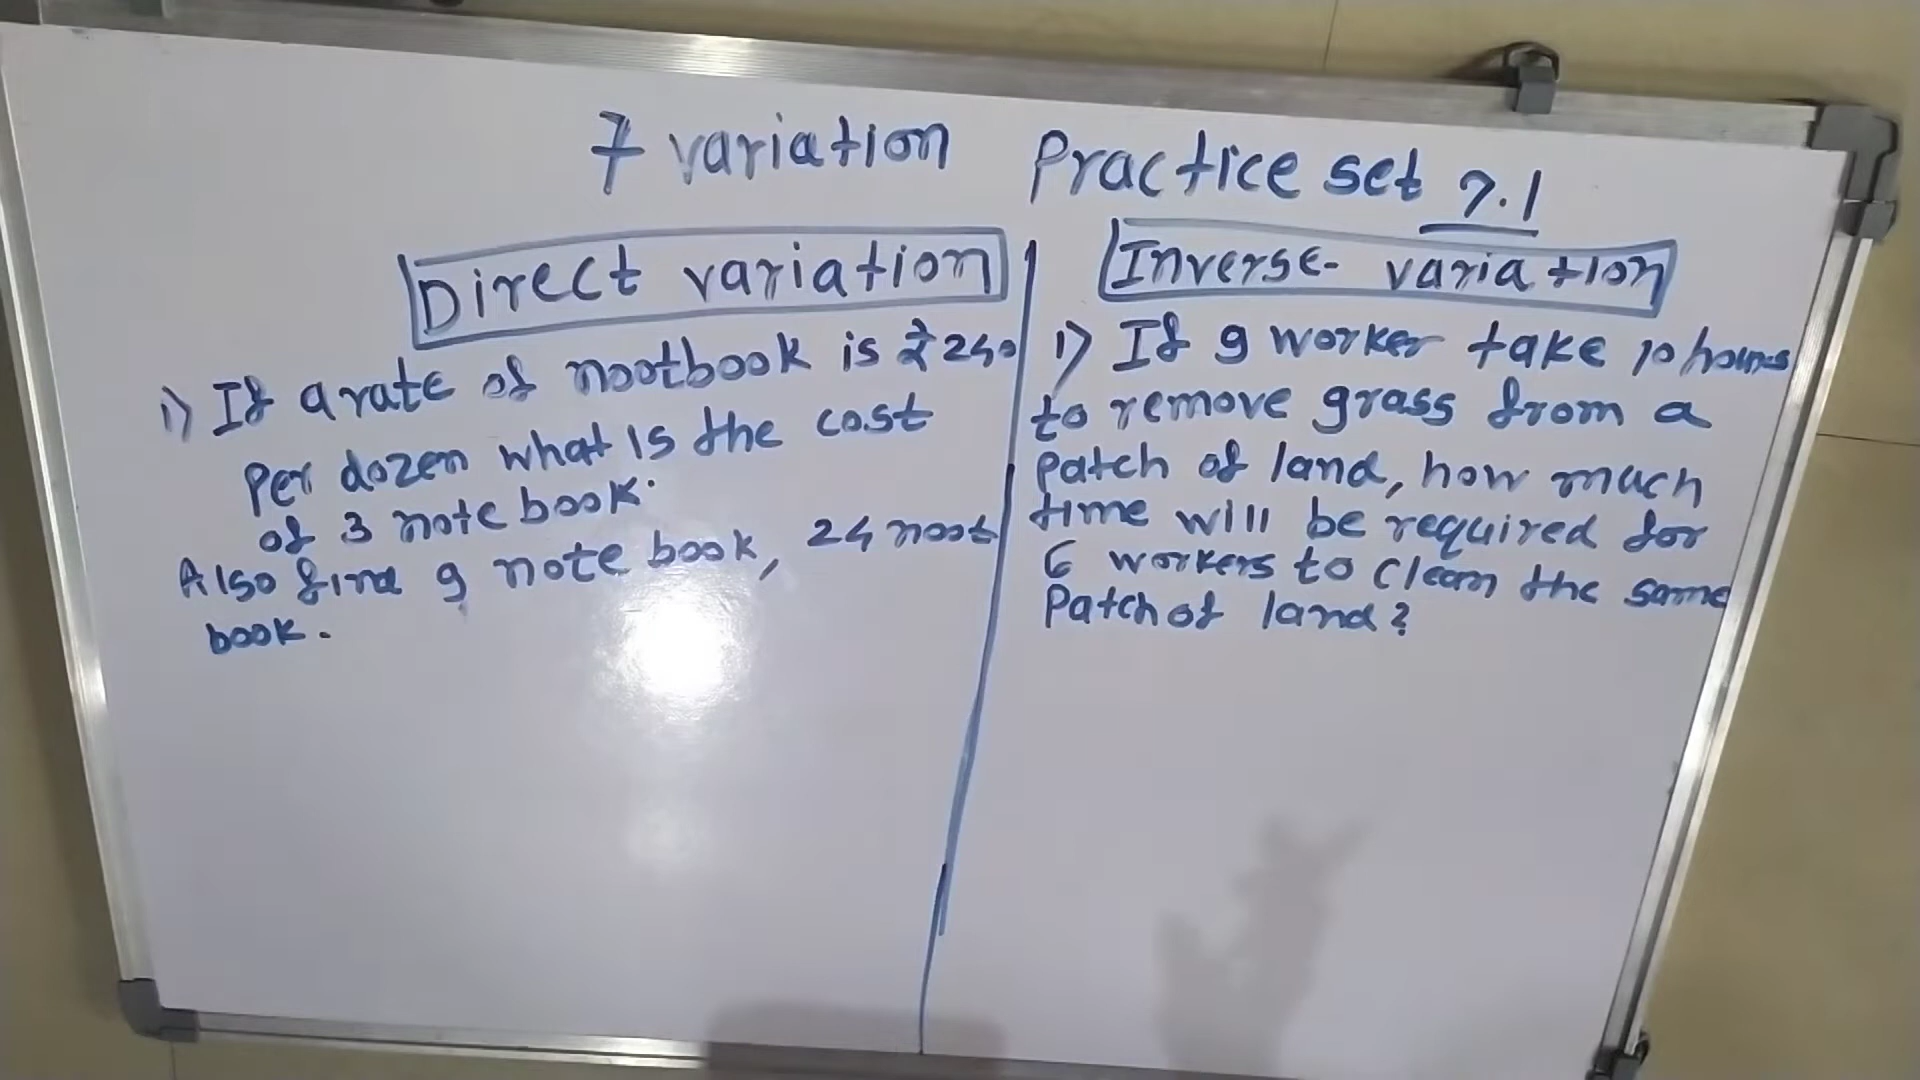 7 variation Practice set 7.1
Direct variation
1) If a rate of nootbook is ₹240
Per dozen what is the cost
of 3 note book.
Also find 9 note book, 24 noot
book.
Inverse- variation
1) If 9 worker take 10 hours
to remove grass from a
Patch of land, how much
time will be required for
6 workers to clean the same
Patch of land?